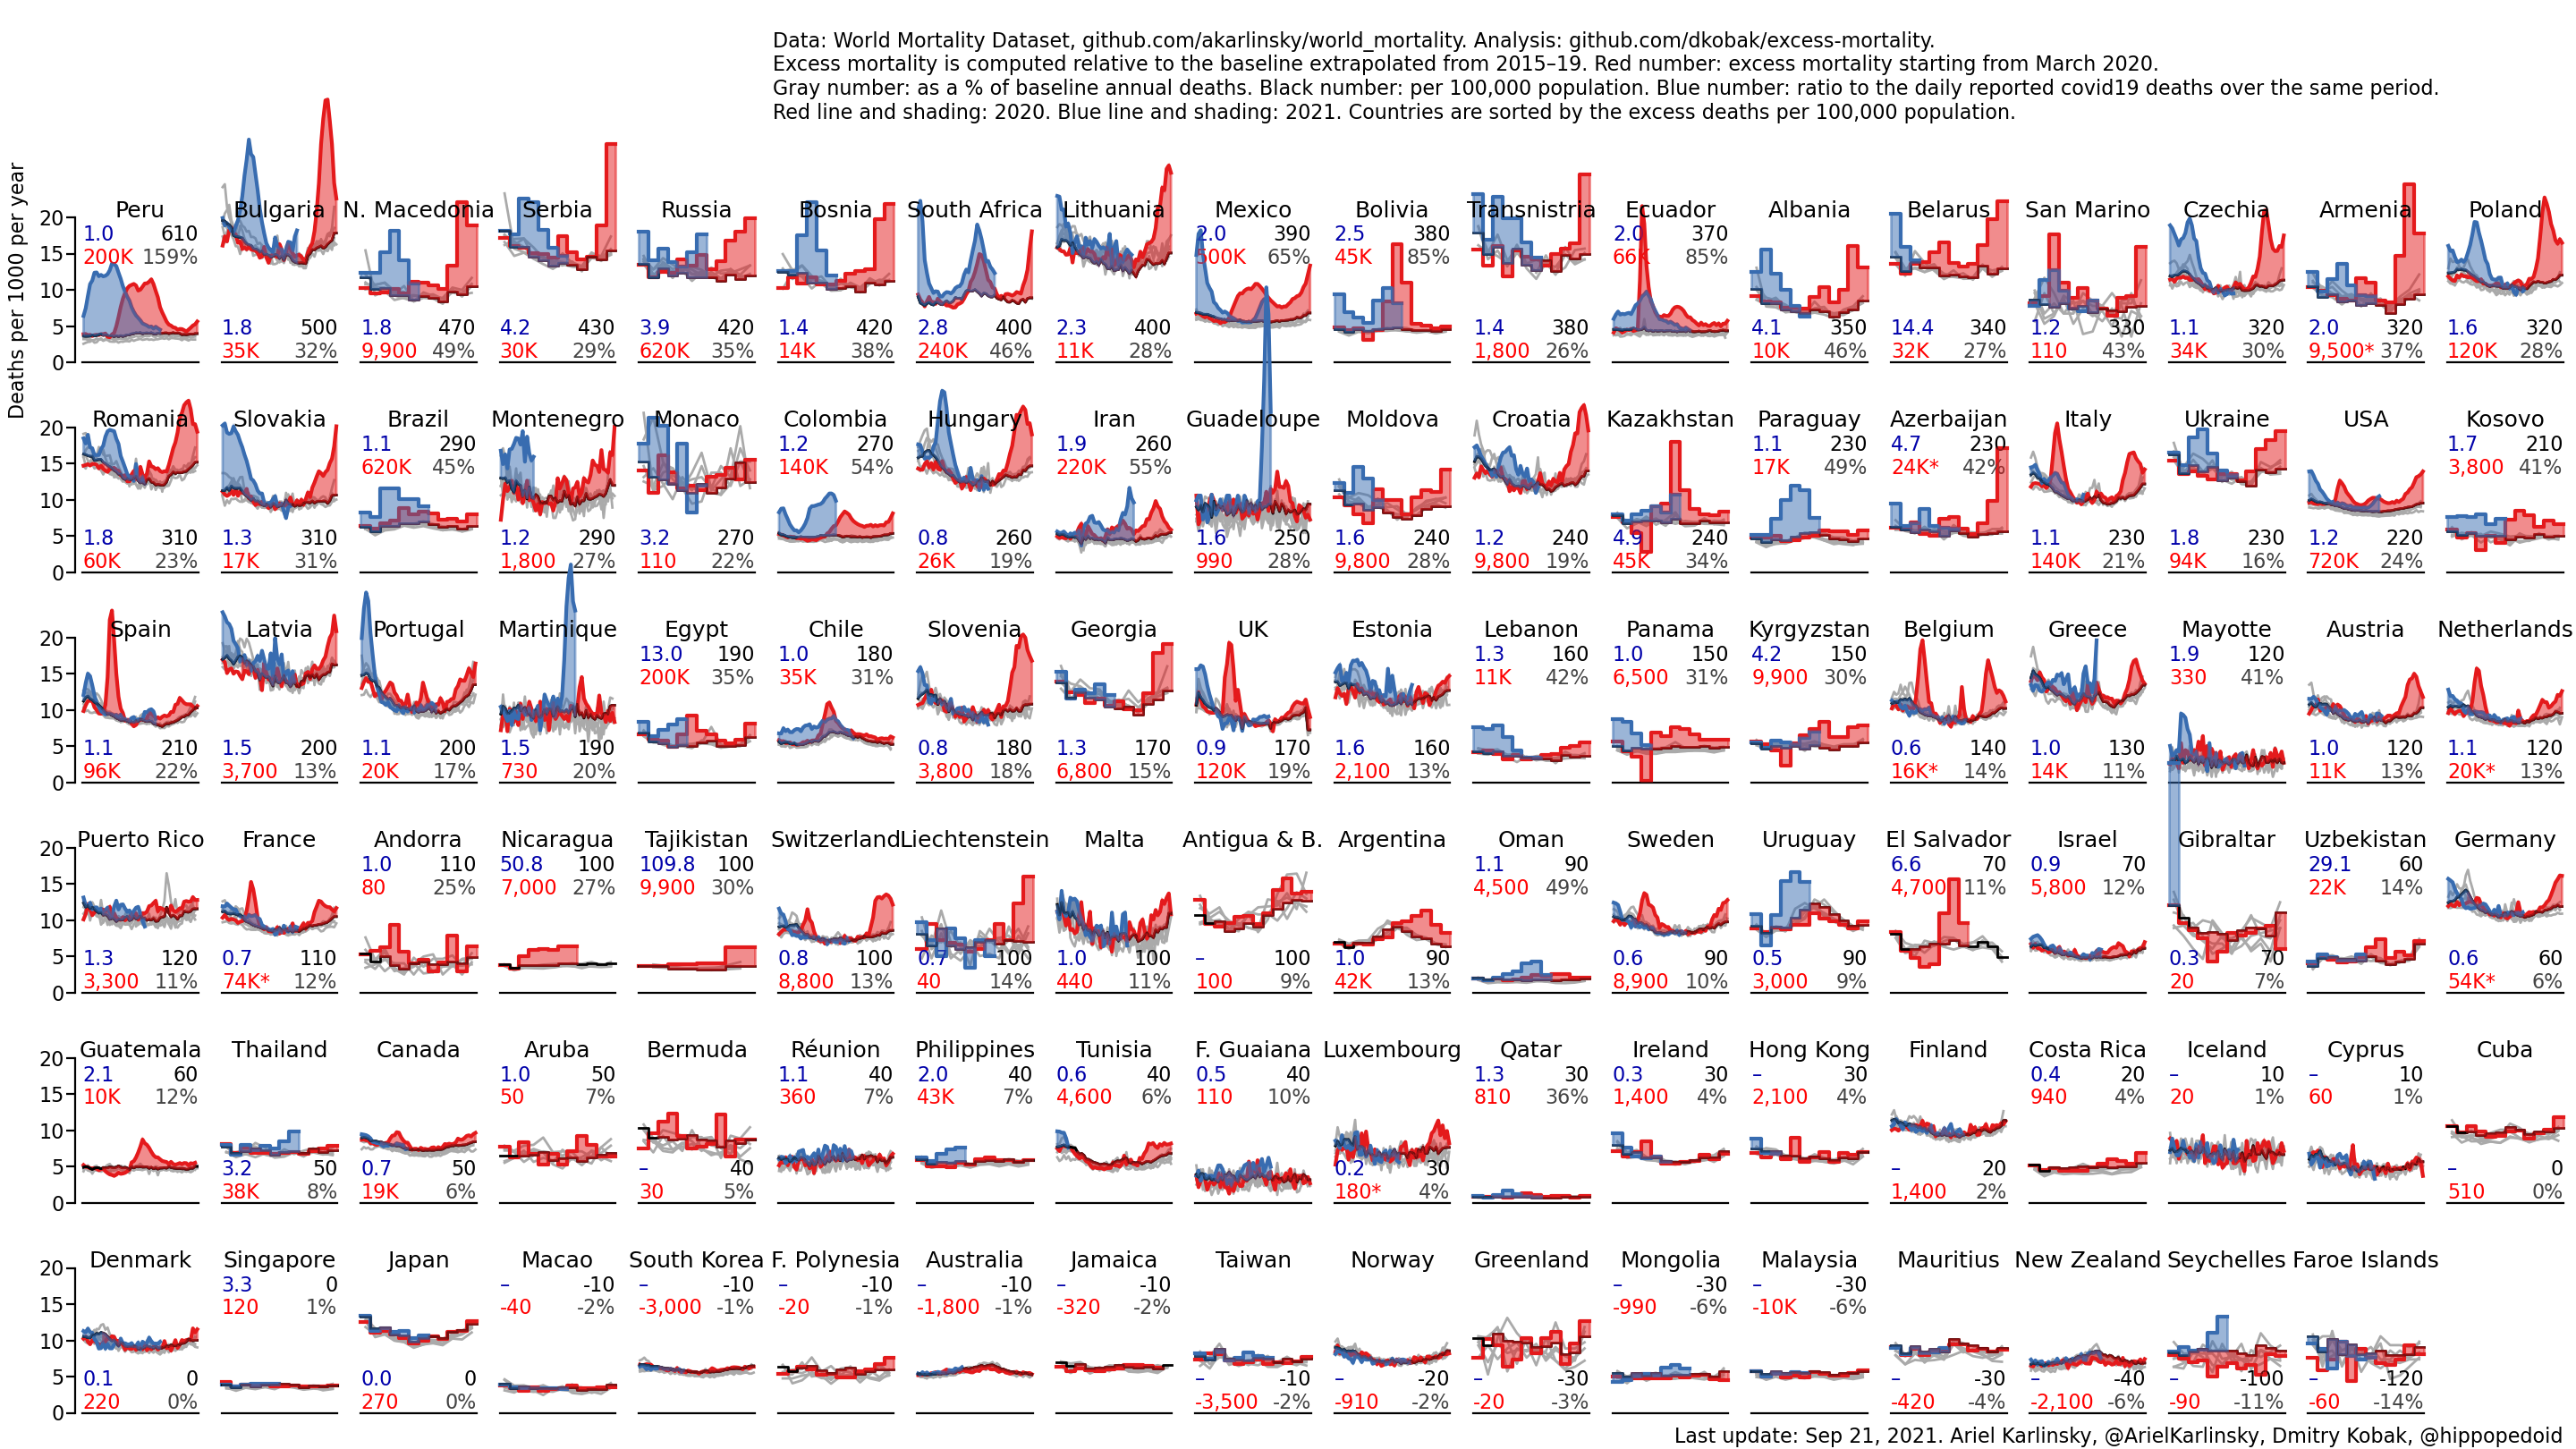 Data: World Mortality Dataset, github.com/akarlinsky/world_mortality. Analysis: github.com/dkobak/excess-mortality.
Excess mortality is computed relative to the baseline extrapolated from 2015–19. Red number: excess mortality starting from March 2020.
Gray number: as a % of baseline annual deaths. Black number: per 100,000 population. Blue number: ratio to the daily reported covid19 deaths over the same period.
Red line and shading: 2020. Blue line and shading: 2021. Countries are sorted by the excess deaths per 100,000 population.
Deaths per 1000 per year
Peru Bulgaria N. Macedonia Serbia Russia Bosnia South Africa Lithuania Mexico Bolivia Transnistria Ecuador Albania Belarus San Marino Czechia Armenia Poland
20
1.0 610 2.0 390 2.5 380 2.0 370
200K 159% 500K 65% 45K 85% 66K 85%
15
10
5
1.8 500 1.8 470 4.2 430 3.9 420 1.4 420 2.8 400 2.3 400 1.4 380 4.1 350 14.4 340 1.2 330 1.1 320 2.0 320 1.6 320
35K 32% 9,900 49% 30K 29% 620K 35% 14K 38% 240K 46% 11K 28% 1,800 26% 10K 46% 32K 27% 110 43% 34K 30% 9,500* 37% 120K 28%
0
Romania Slovakia Brazil Montenegro Monaco Colombia Hungary Iran Guadeloupe Moldova Croatia Kazakhstan Paraguay Azerbaijan Italy Ukraine USA Kosovo
20
1.1 290 1.2 270 1.9 260 1.1 230 4.7 230 1.7 210
620K 45% 140K 54% 220K 55% 17K 49% 24K* 42% 3,800 41%
15
10
5
1.8 310 1.3 310 1.2 290 3.2 270 0.8 260 1.6 250 1.6 240 1.2 240 4.9 240 1.1 230 1.8 230 1.2 220
60K 23% 17K 31% 1,800 27% 110 22% 26K 19% 990 28% 9,800 28% 9,800 19% 45K 34% 140K 21% 94K 16% 720K 24%
0
Spain Latvia Portugal Martinique Egypt Chile Slovenia Georgia UK Estonia Lebanon Panama Kyrgyzstan Belgium Greece Mayotte Austria Netherlands
20
13.0 190 1.0 180 1.3 160 1.0 150 4.2 150 1.9 120
200K 35% 35K 31% 11K 42% 6,500 31% 9,900 30% 330 41%
15
10
5
1.1 210 1.5 200 1.1 200 1.5 190 0.8 180 1.3 170 0.9 170 1.6 160 0.6 140 1.0 130 1.0 120 1.1 120
96K 22% 3,700 13% 20K 17% 730 20% 3,800 18% 6,800 15% 120K 19% 2,100 13% 16K* 14% 14K 11% 11K 13% 20K* 13%
0
Puerto Rico France Andorra Nicaragua Tajikistan Switzerland Liechtenstein Malta Antigua & B. Argentina Oman Sweden Uruguay El Salvador Israel Gibraltar Uzbekistan Germany
20
1.0 110 50.8 100 109.8 100 1.1 90 6.6 70 0.9 70 29.1 60
80 25% 7,000 27% 9,900 30% 4,500 49% 4,700 11% 5,800 12% 22K 14%
15
10
5
1.3 120 0.7 110 0.8 100 0.7 100 1.0 100 – 100 1.0 90 0.6 90 0.5 90 0.3 70 0.6 60
3,300 11% 74K* 12% 8,800 13% 40 14% 440 11% 100 9% 42K 13% 8,900 10% 3,000 9% 20 7% 54K* 6%
0
Guatemala Thailand Canada Aruba Bermuda Réunion Philippines Tunisia F. Guaiana Luxembourg Qatar Ireland Hong Kong Finland Costa Rica Iceland Cyprus Cuba
20
2.1 60 1.0 50 1.1 40 2.0 40 0.6 40 0.5 40 1.3 30 0.3 30 – 30 0.4 20 – 10 – 10
10K 12% 50 7% 360 7% 43K 7% 4,600 6% 110 10% 810 36% 1,400 4% 2,100 4% 940 4% 20 1% 60 1%
15
10
5
3.2 50 0.7 50 – 40 0.2 30 – 20 – 0
38K 8% 19K 6% 30 5% 180* 4% 1,400 2% 510 0%
0
Denmark Singapore Japan Macao South Korea F. Polynesia Australia Jamaica Taiwan Norway Greenland Mongolia Malaysia Mauritius New Zealand Seychelles Faroe Islands
20
3.3 0 – -10 – -10 – -10 – -10 – -10 – -30 – -30
120 1% -40 -2% -3,000 -1% -20 -1% -1,800 -1% -320 -2% -990 -6% -10K -6%
15
10
5
0.1 0 0.0 0 – -10 – -20 – -30 – -30 – -40 – -100 – -120
220 0% 270 0% -3,500 -2% -910 -2% -20 -3% -420 -4% -2,100 -6% -90 -11% -60 -14%
0
Last update: Sep 21, 2021. Ariel Karlinsky, @ArielKarlinsky, Dmitry Kobak, @hippopedoid